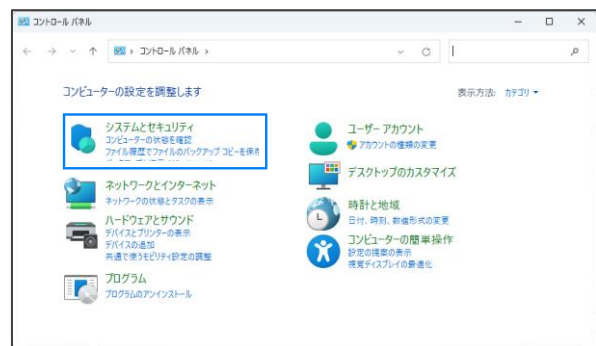 コントロール パネル
コントロール パネル
コンピューターの設定を調整します
表示方法: カテゴリ
システムとセキュリティ
コンピューターの状態を確認
ファイル履歴でファイルのバックアップ コピーを保存
ネットワークとインターネット
ネットワークの状態とタスクの表示
ハードウェアとサウンド
デバイスとプリンターの表示
デバイスの追加
共通で使うモビリティ設定の調整
プログラム
プログラムのアンインストール
ユーザー アカウント
アカウントの種類の変更
デスクトップのカスタマイズ
時計と地域
日付、時刻、数値形式の変更
コンピューターの簡単操作
設定の提案の表示
視覚ディスプレイの最適化